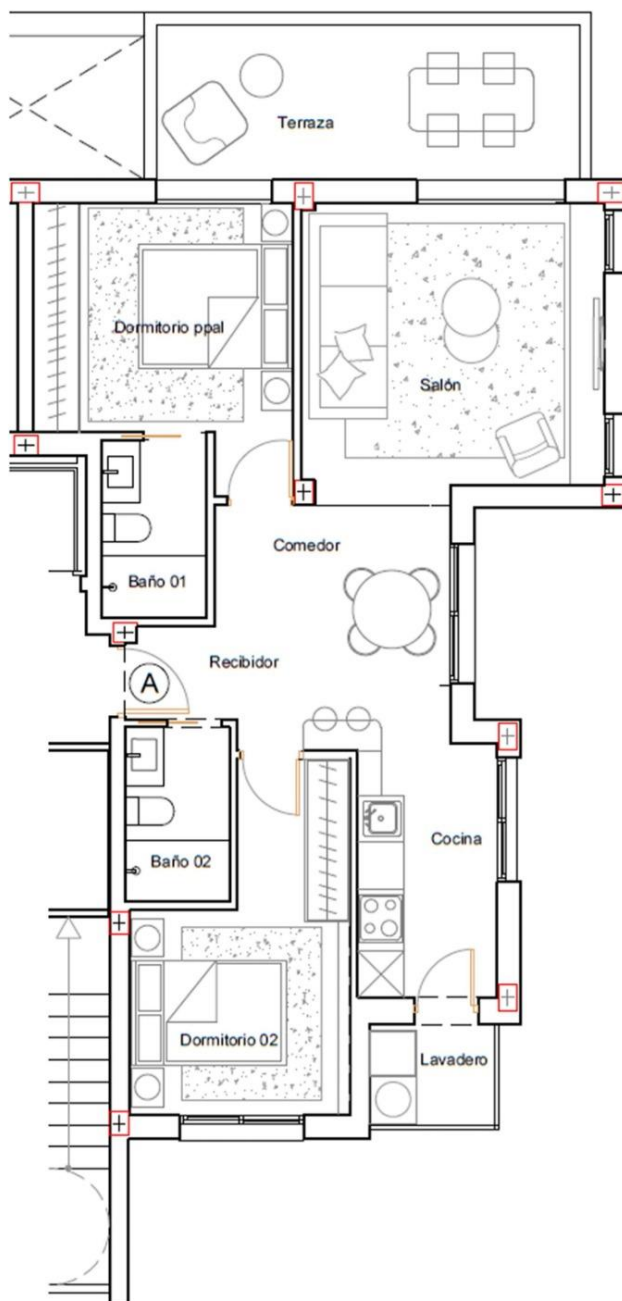 Terraza
Dormitorio ppal
Salón
Comedor
Baño 01
Recibidor
A
Cocina
Baño 02
Dormitorio 02
Lavadero